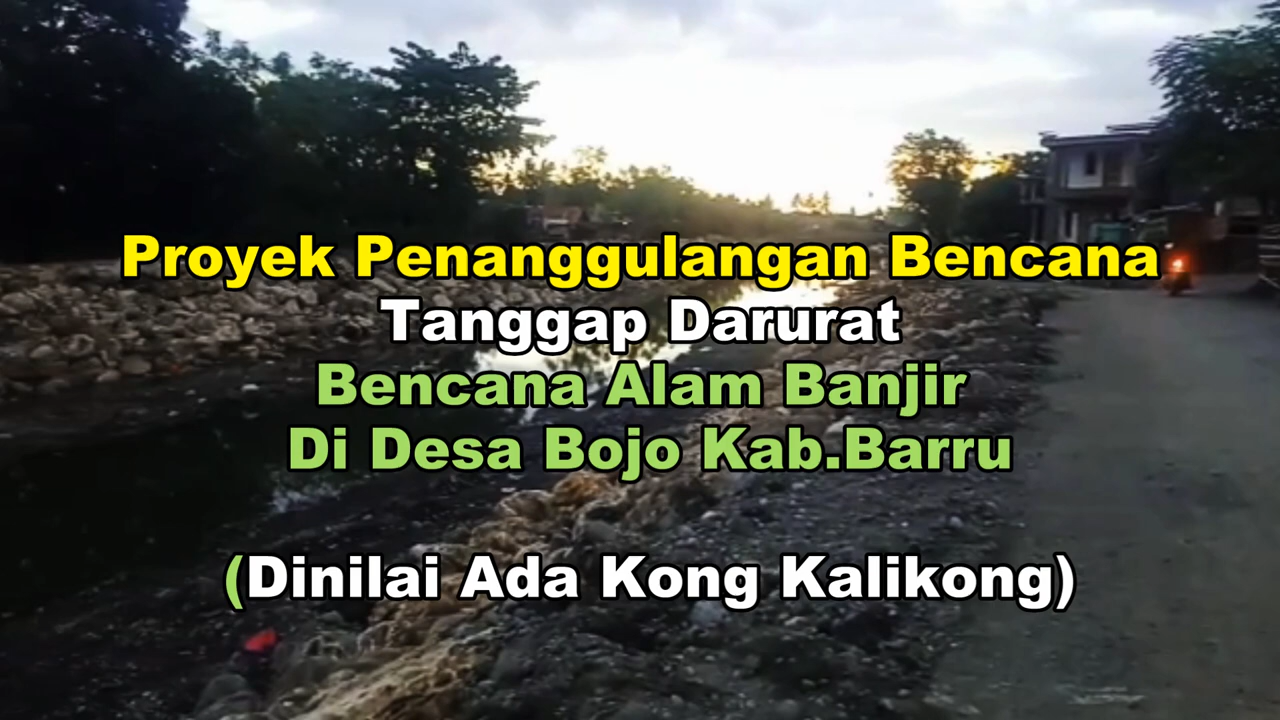 Proyek Penanggulangan Bencana
Tanggap Darurat
Bencana Alam Banjir
Di Desa Bojo Kab.Barru
(Dinilai Ada Kong Kalikong)